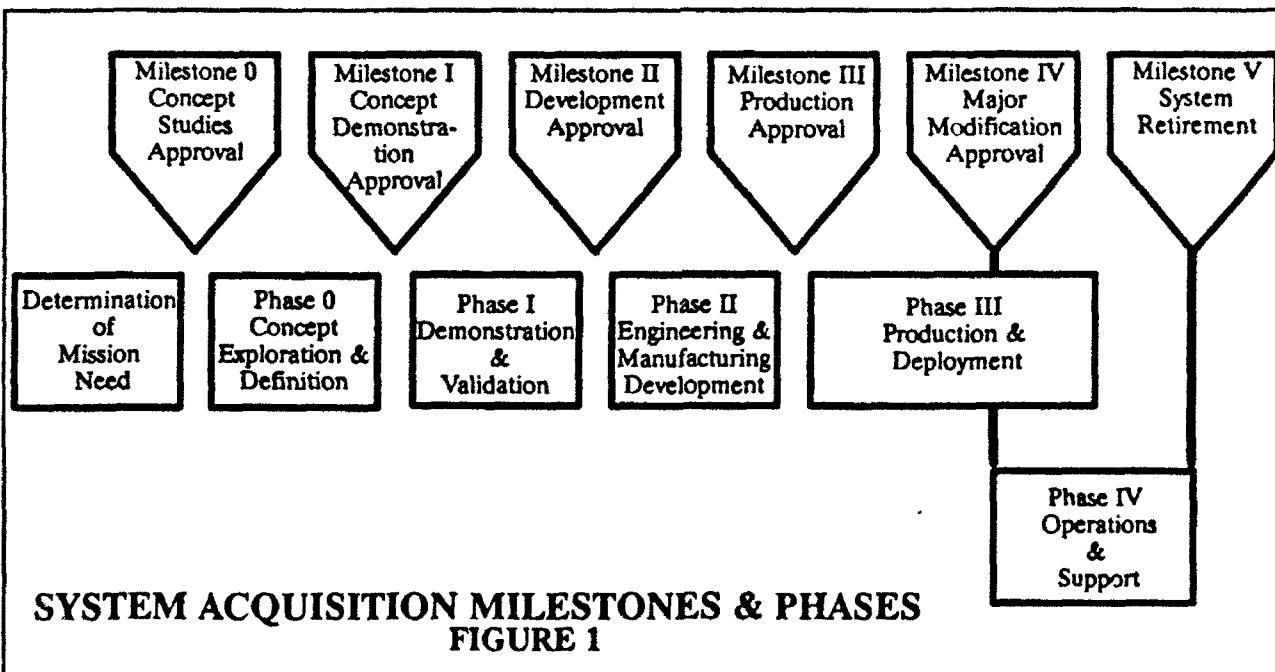 Milestone 0
Concept
Studies
Approval
Milestone I
Concept
Demonstra-
tion
Approval
Milestone II
Development
Approval
Milestone III
Production
Approval
Milestone IV
Major
Modification
Approval
Milestone V
System
Retirement
Determination
of
Mission
Need
Phase 0
Concept
Exploration &
Definition
Phase I
Demonstration
&
Validation
Phase II
Engineering &
Manufacturing
Development
Phase III
Production &
Deployment
Phase IV
Operations
&
Support
SYSTEM ACQUISITION MILESTONES & PHASES
FIGURE 1